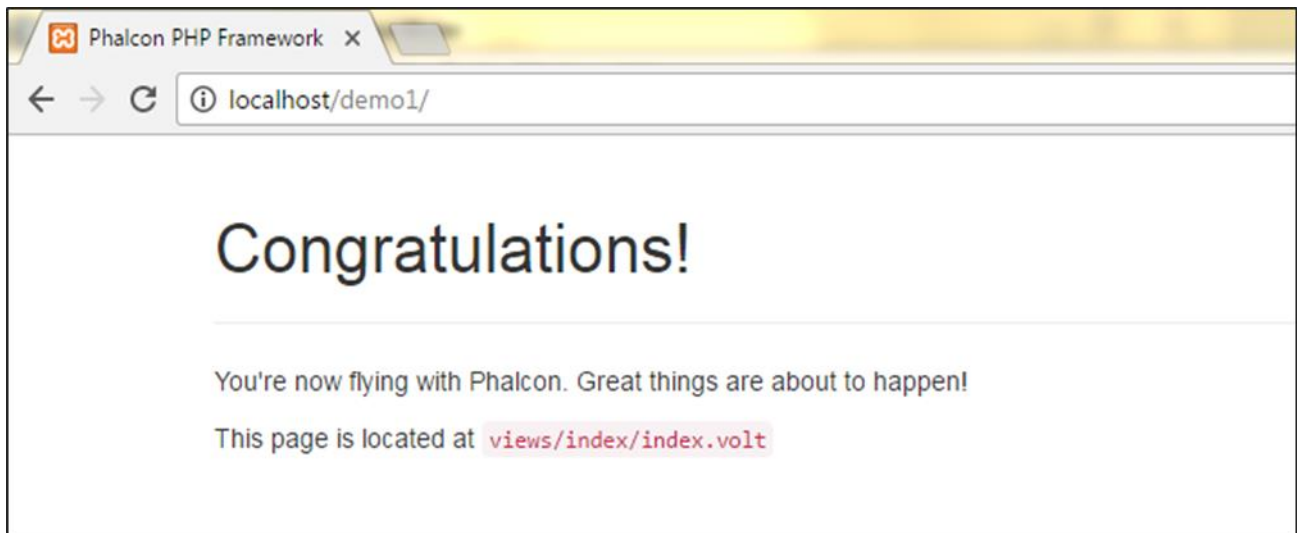 Phalcon PHP Framework
localhost/demo1/
Congratulations!
You're now flying with Phalcon. Great things are about to happen!
This page is located at views/index/index.volt